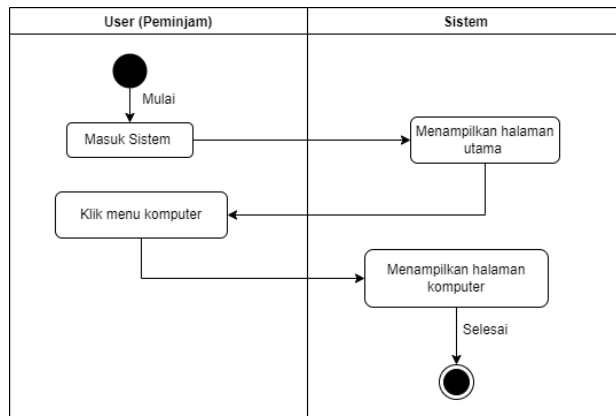 User (Peminjam)
Sistem
Mulai
Masuk Sistem
Menampilkan halaman
utama
Klik menu komputer
Menampilkan halaman
komputer
Selesai